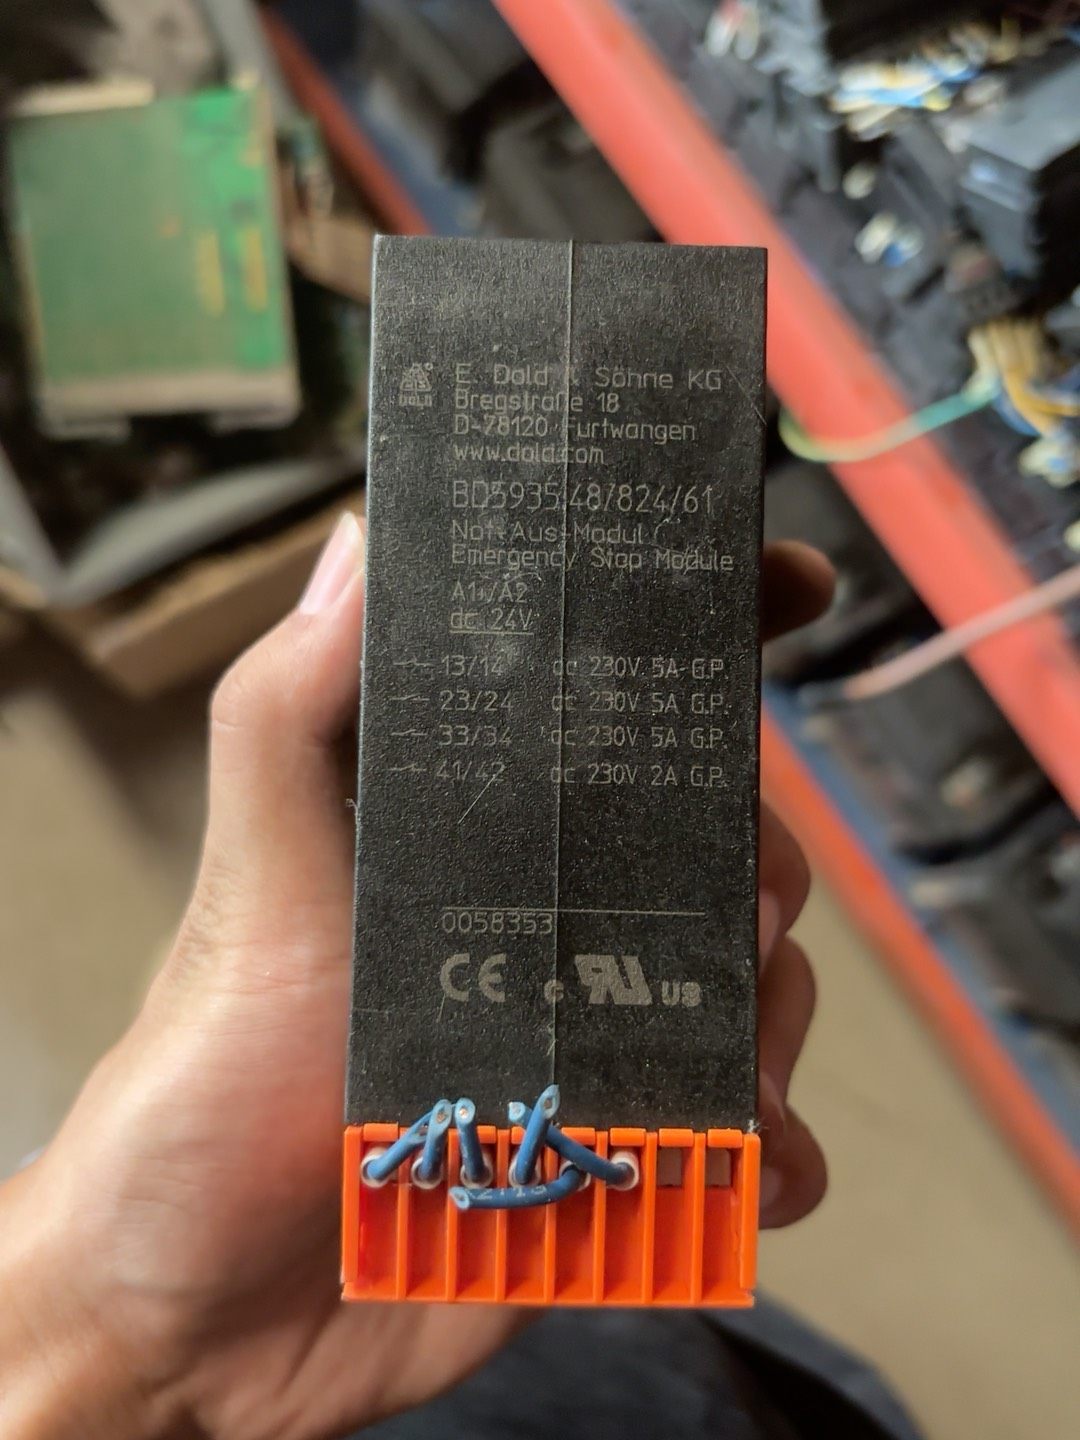 DOLD
E. Dold & Söhne KG
Bregstraße 18
D-78120 Furtwangen
www.dold.com
BD5935.48/824/61
Not-Aus-Modul
Emergency Stop Module
A1+/A2
dc 24V
13/14 ac 230V 5A G.P.
23/24 ac 230V 5A G.P.
33/34 ac 230V 5A G.P.
41/42 ac 230V 2A G.P.
0058353
CE c RU US